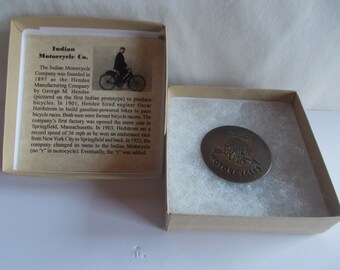 Indian
Motorcycle Co.
The Indian Motorcycle
Company was founded in
1897 as the Hendee
Manufacturing Company
by George M. Hendee
(pictured on the first Indian prototype) to produce
bicycles. In 1901, Hendee hired engineer Oscar
Hedstrom to build gasoline-powered bikes to pace
bicycle races. Both men were former bicycle racers. The
company's first factory was opened the same year in
Springfield, Massachusetts. In 1903, Hedstrom set a
record speed of 56 mph as he won an endurance race
from New York City to Springfield and back. in 1923, the
company changed its name to the Indian Motocycle
(no "r" in motocycle). Eventually, the "r" was added